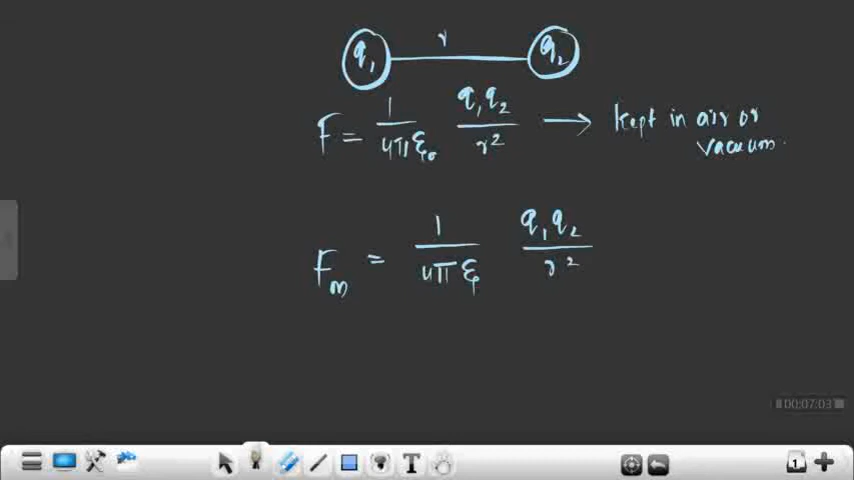 q₁ r q₂
F = 1/4πε₀ q₁q₂/r² → kept in air or
vacuum.
Fm = 1/4πε q₁q₂/r²
00:07:03
T 1